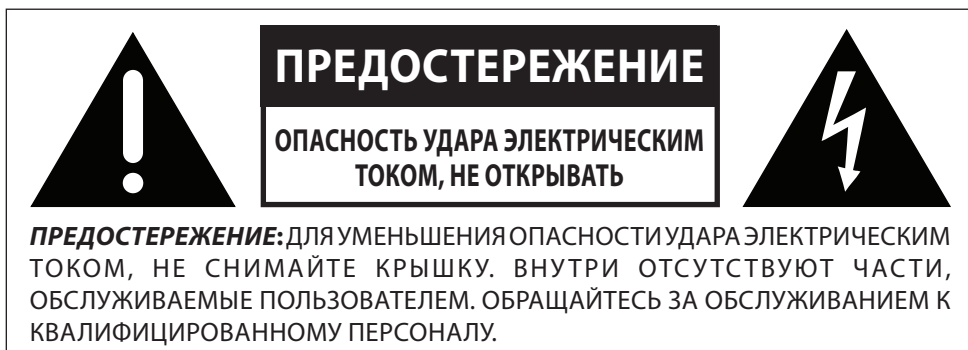 ПРЕДОСТЕРЕЖЕНИЕ
ОПАСНОСТЬ УДАРА ЭЛЕКТРИЧЕСКИМ
ТОКОМ, НЕ ОТКРЫВАТЬ
ПРЕДОСТЕРЕЖЕНИЕ: ДЛЯ УМЕНЬШЕНИЯ ОПАСНОСТИ УДАРА ЭЛЕКТРИЧЕСКИМ
ТОКОМ, НЕ СНИМАЙТЕ КРЫШКУ. ВНУТРИ ОТСУТСТВУЮТ ЧАСТИ,
ОБСЛУЖИВАЕМЫЕ ПОЛЬЗОВАТЕЛЕМ. ОБРАЩАЙТЕСЬ ЗА ОБСЛУЖИВАНИЕМ К
КВАЛИФИЦИРОВАННОМУ ПЕРСОНАЛУ.